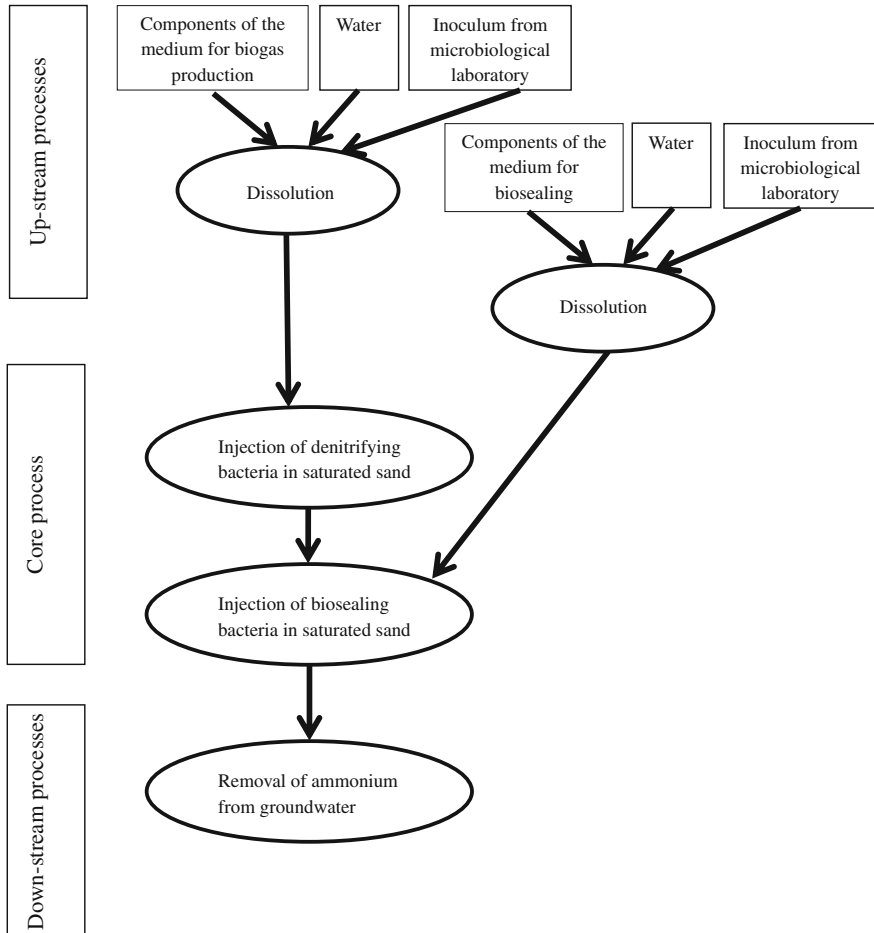 Up-stream processes
Components of the
medium for biogas
production
Water
Inoculum from
microbiological
laboratory
Dissolution
Components of the
medium for
biosealing
Water
Inoculum from
microbiological
laboratory
Dissolution
Core process
Injection of denitrifying
bacteria in saturated sand
Injection of biosealing
bacteria in saturated sand
Down-stream processes
Removal of ammonium
from groundwater